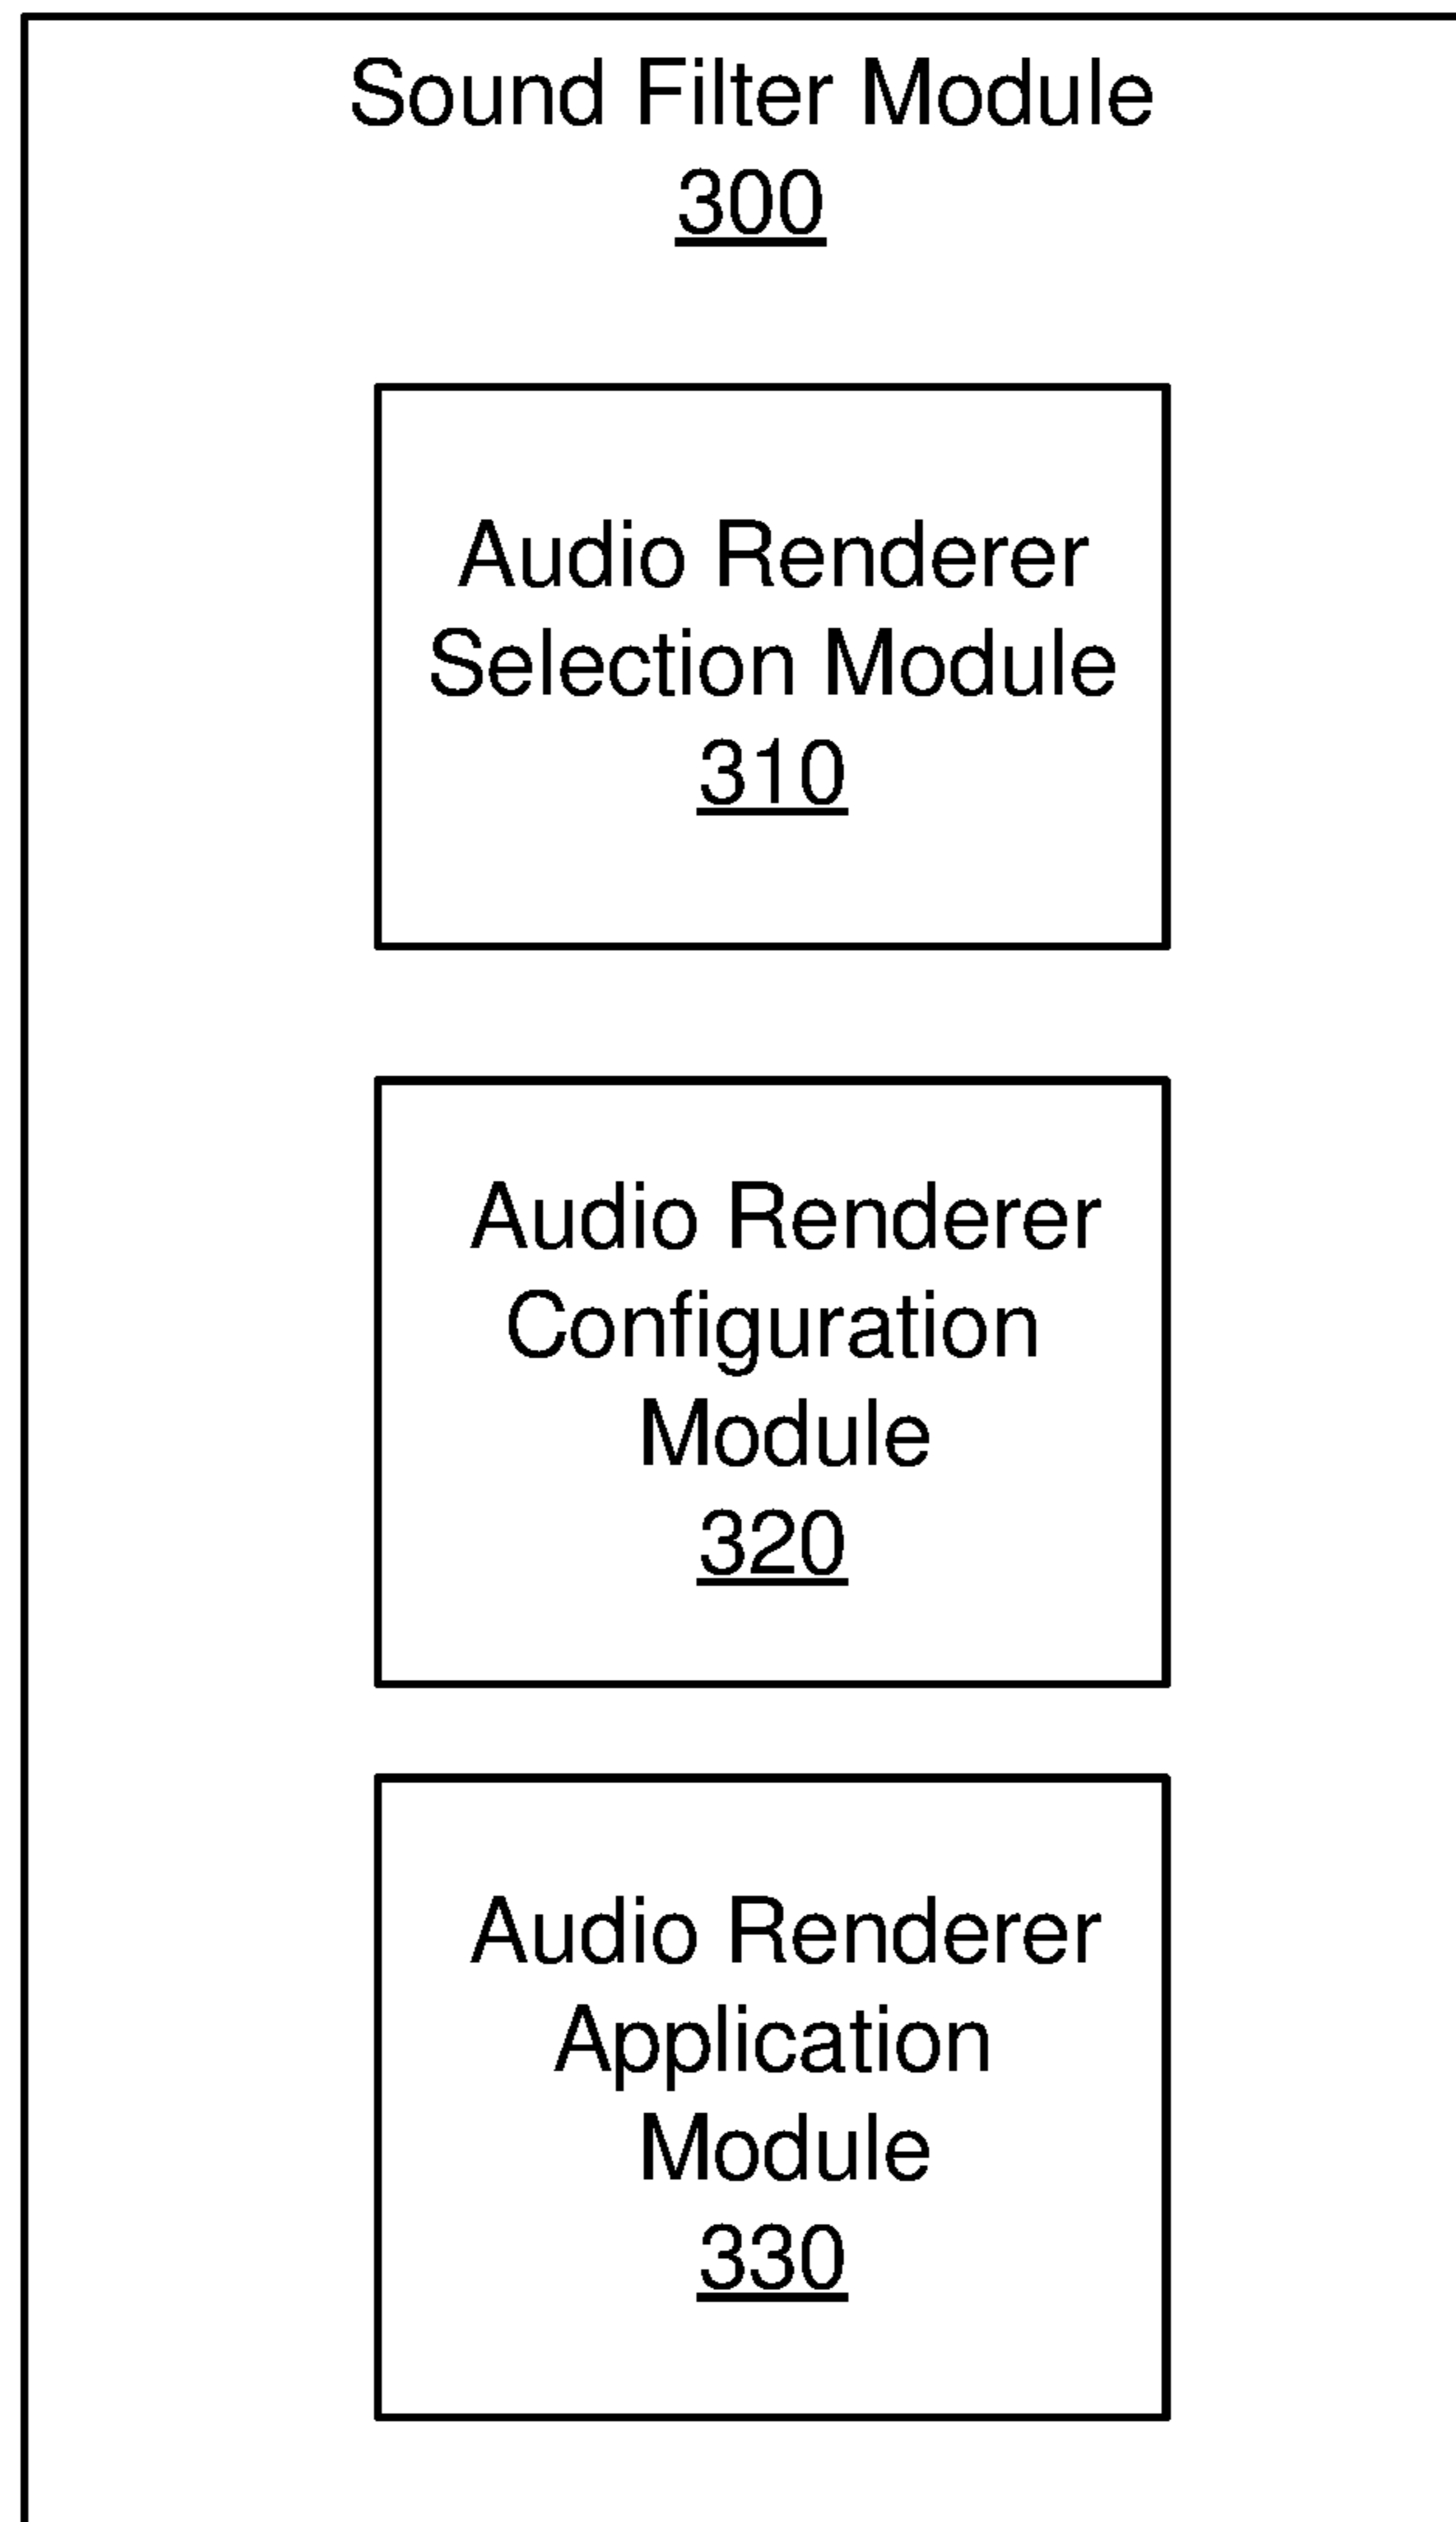 Sound Filter Module
300
Audio Renderer
Selection Module
310
Audio Renderer
Configuration
Module
320
Audio Renderer
Application
Module
330